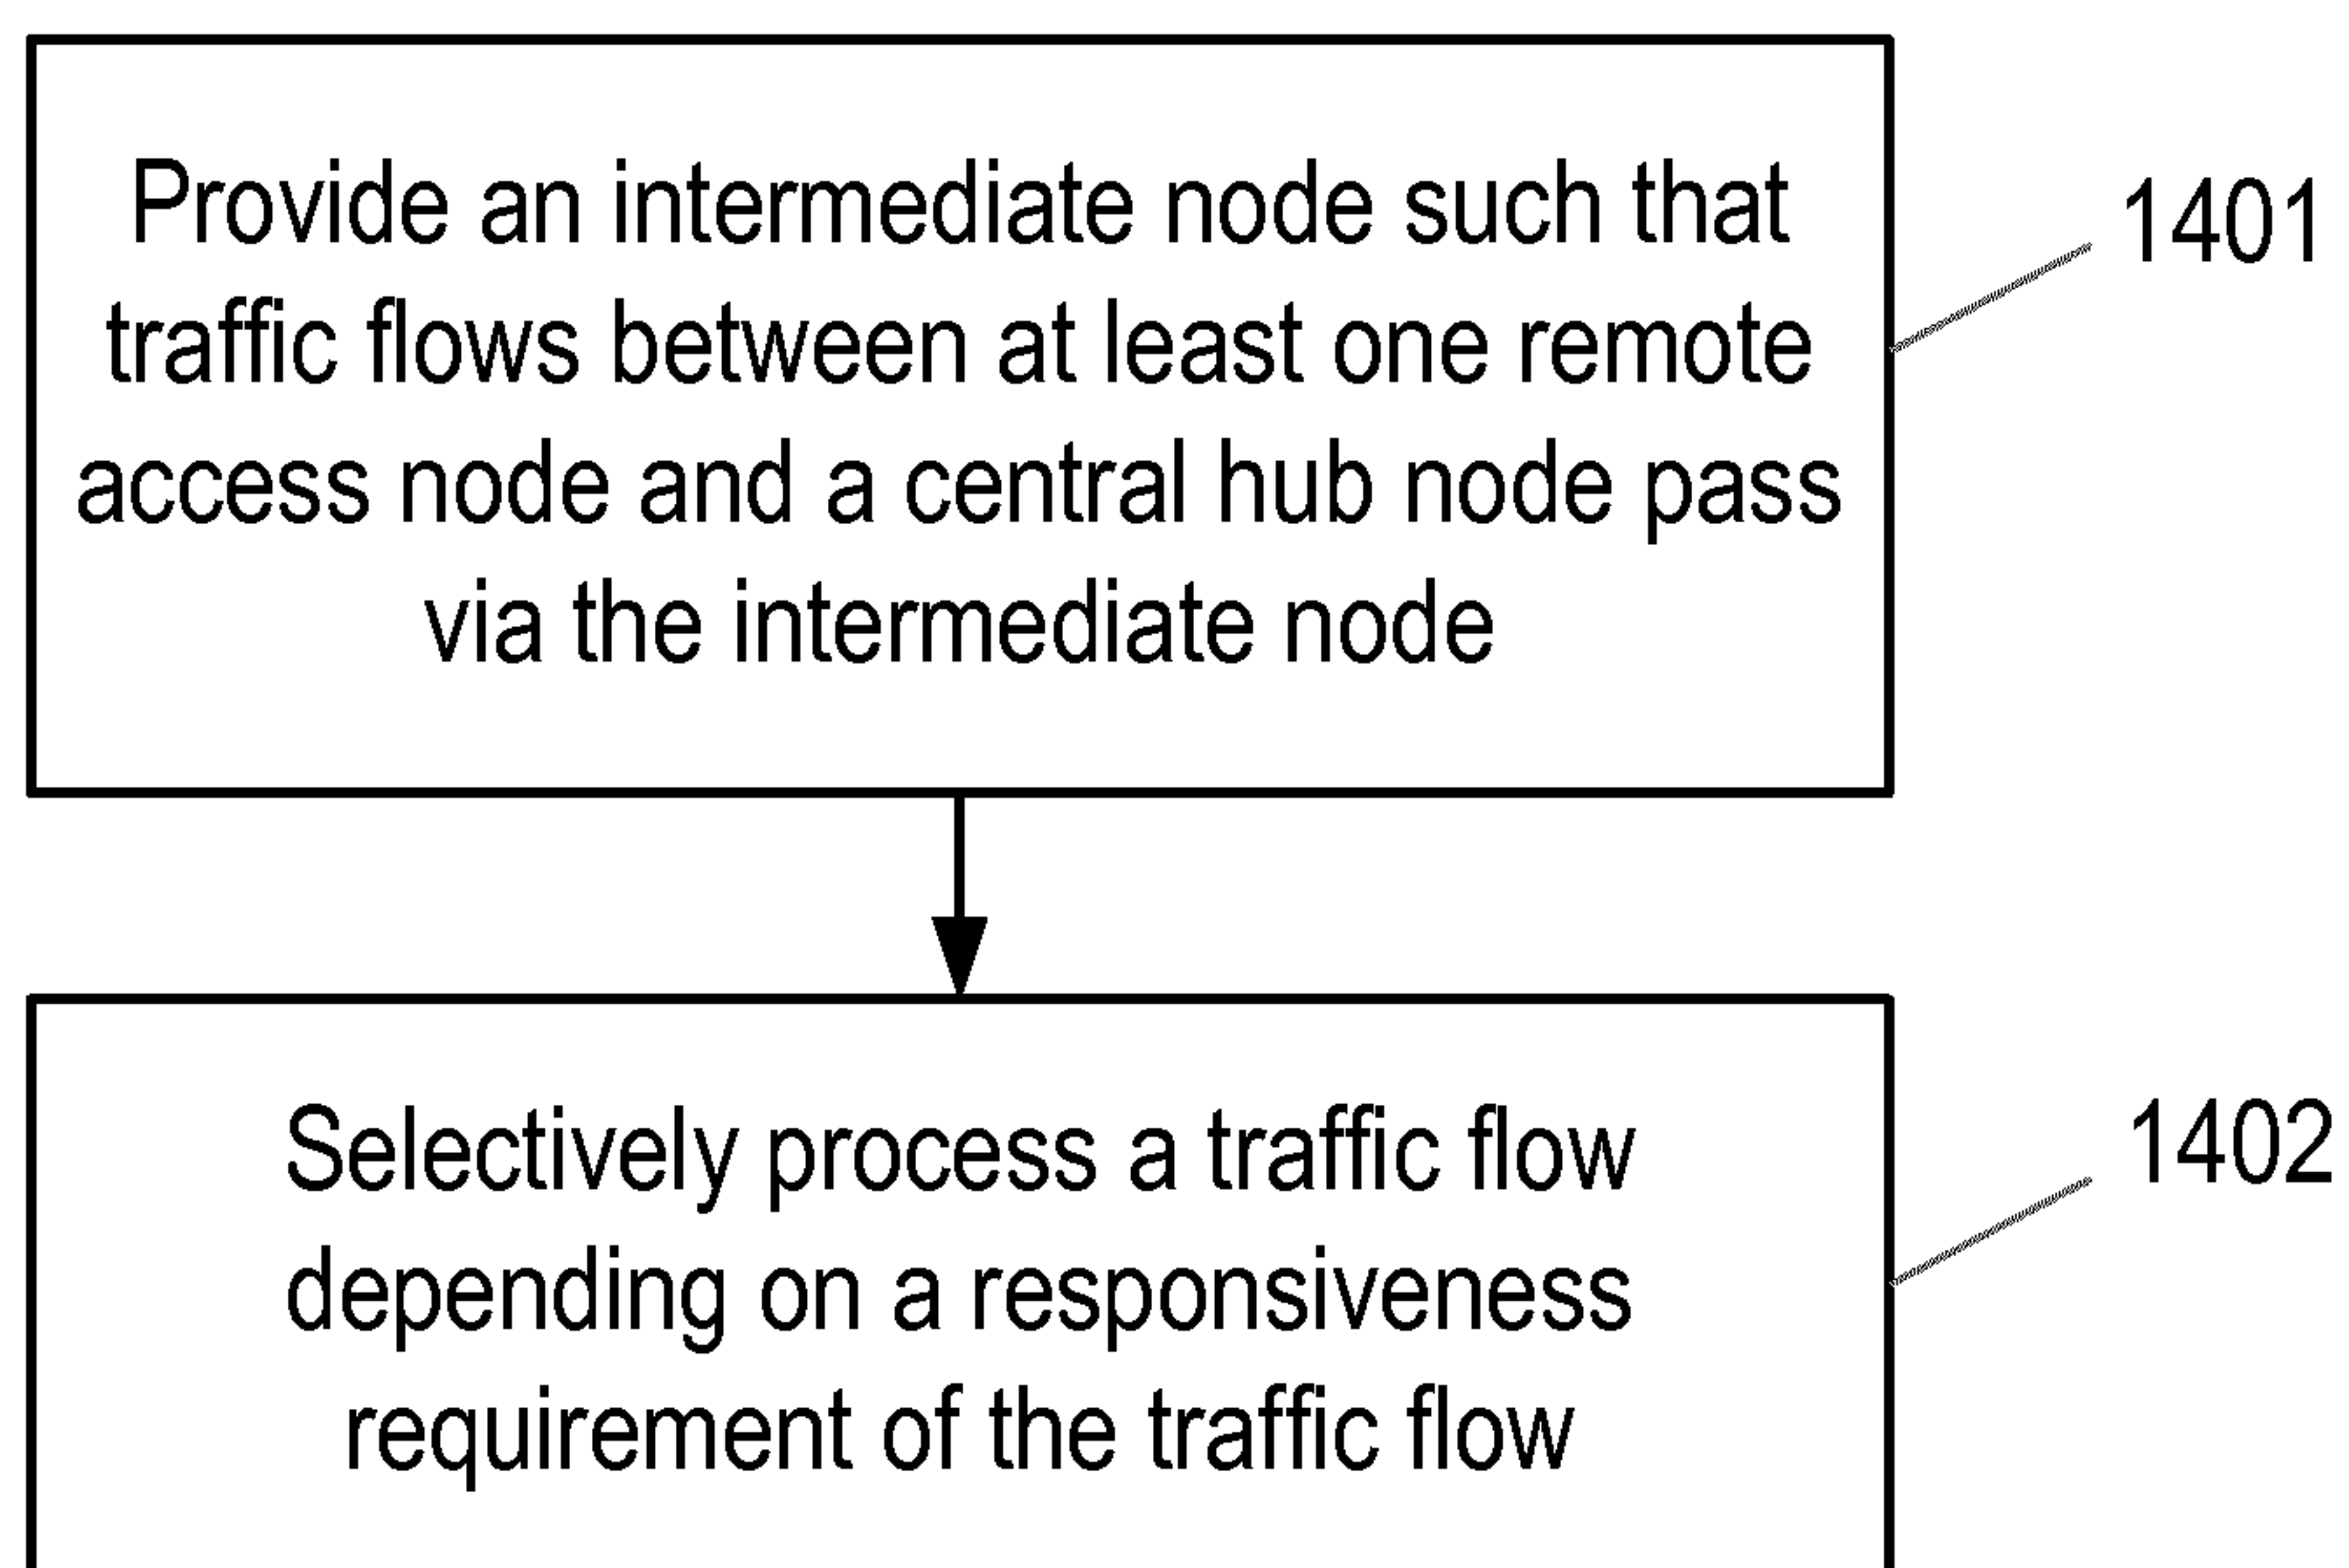 Provide an intermediate node such that
traffic flows between at least one remote
access node and a central hub node pass
via the intermediate node
1401
Selectively process a traffic flow
depending on a responsiveness
requirement of the traffic flow
1402